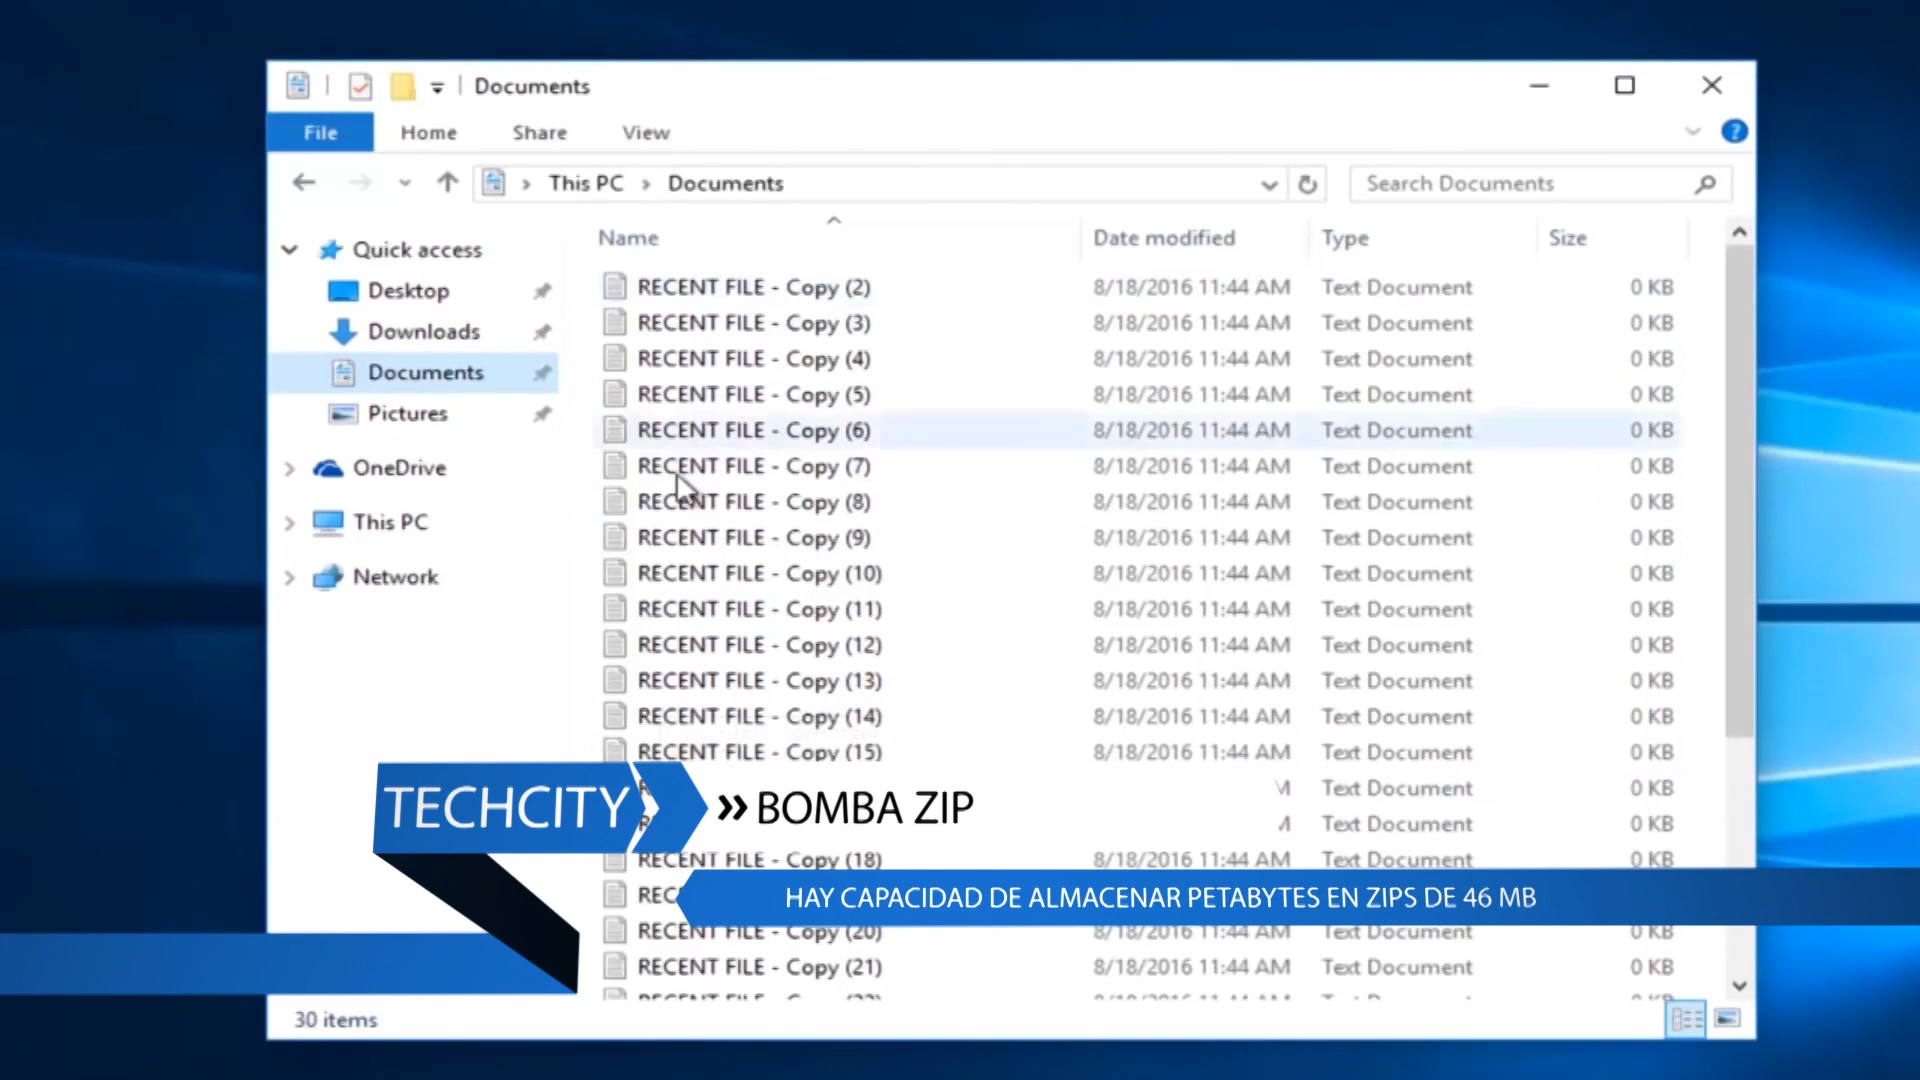 Documents
File Home Share View
This PC Documents Search Documents
Name Date modified Type Size
Quick access
Desktop
Downloads
Documents
Pictures
OneDrive
This PC
Network
RECENT FILE - Copy (2) 8/18/2016 11:44 AM Text Document 0 KB
RECENT FILE - Copy (3) 8/18/2016 11:44 AM Text Document 0 KB
RECENT FILE - Copy (4) 8/18/2016 11:44 AM Text Document 0 KB
RECENT FILE - Copy (5) 8/18/2016 11:44 AM Text Document 0 KB
RECENT FILE - Copy (6) 8/18/2016 11:44 AM Text Document 0 KB
RECENT FILE - Copy (7) 8/18/2016 11:44 AM Text Document 0 KB
RECENT FILE - Copy (8) 8/18/2016 11:44 AM Text Document 0 KB
RECENT FILE - Copy (9) 8/18/2016 11:44 AM Text Document 0 KB
RECENT FILE - Copy (10) 8/18/2016 11:44 AM Text Document 0 KB
RECENT FILE - Copy (11) 8/18/2016 11:44 AM Text Document 0 KB
RECENT FILE - Copy (12) 8/18/2016 11:44 AM Text Document 0 KB
RECENT FILE - Copy (13) 8/18/2016 11:44 AM Text Document 0 KB
RECENT FILE - Copy (14) 8/18/2016 11:44 AM Text Document 0 KB
RECENT FILE - Copy (15) 8/18/2016 11:44 AM Text Document 0 KB
Text Document 0 KB
Text Document 0 KB
TECHCITY » BOMBA ZIP
RECENT FILE - Copy (18) 8/18/2016 11:44 AM Text Document 0 KB
HAY CAPACIDAD DE ALMACENAR PETABYTES EN ZIPS DE 46 MB
RECENT FILE - Copy (20) 8/18/2016 11:44 AM Text Document 0 KB
RECENT FILE - Copy (21) 8/18/2016 11:44 AM Text Document 0 KB
30 items